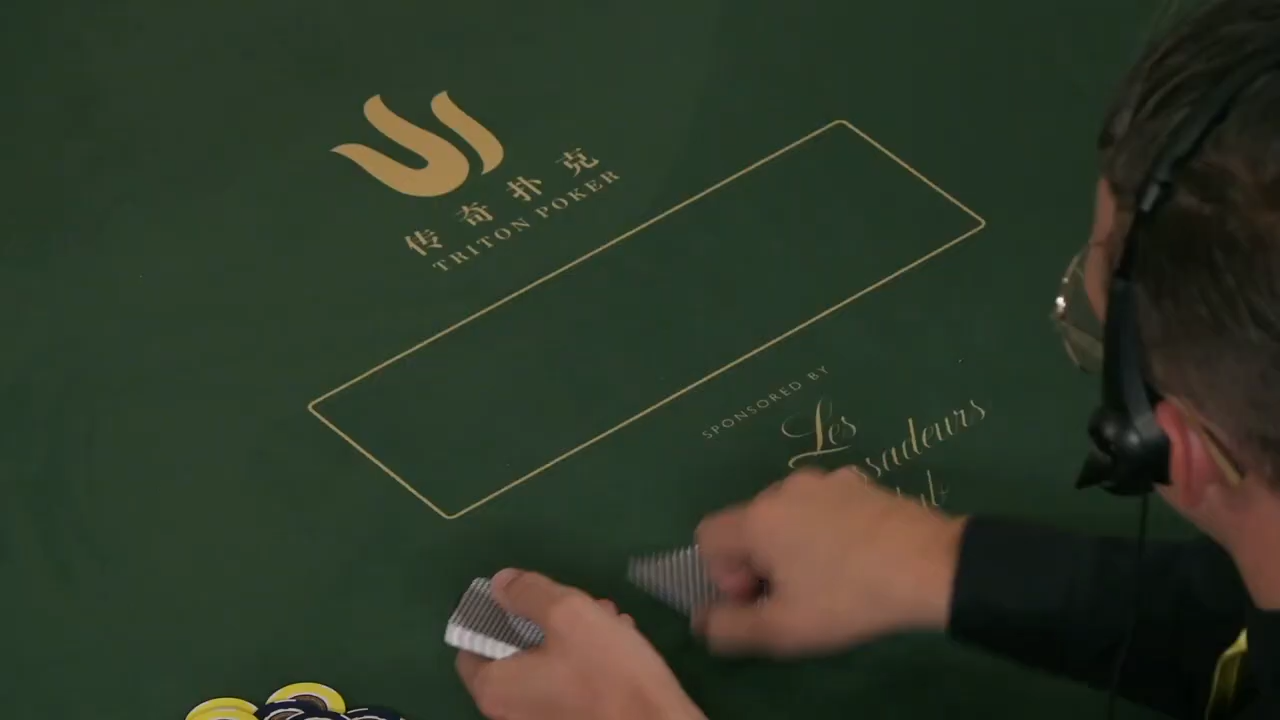 传奇扑克
TRITON POKER
SPONSORED BY
Les